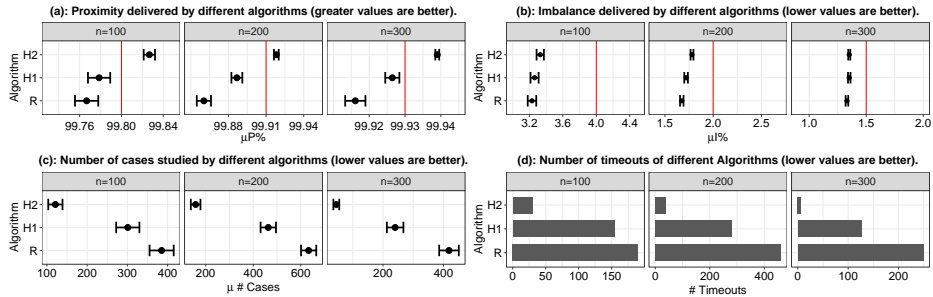 (a): Proximity delivered by different algorithms (greater values are better).
n=100 n=200 n=300
Algorithm
H2
H1
R
99.76 99.80 99.84 99.88 99.91 99.94 99.92 99.93 99.94
μP%
(b): Imbalance delivered by different algorithms (lower values are better).
n=100 n=200 n=300
Algorithm
H2
H1
R
3.2 3.6 4.0 4.4 1.5 2.0 2.5 1.0 1.5 2.0
μI%
(c): Number of cases studied by different algorithms (lower values are better).
n=100 n=200 n=300
Algorithm
H2
H1
R
100 200 300 400 200 400 600 200 400
μ # Cases
(d): Number of timeouts of different Algorithms (lower values are better).
n=100 n=200 n=300
Algorithm
H2
H1
R
0 50 100 150 0 200 400 0 100 200
# Timeouts